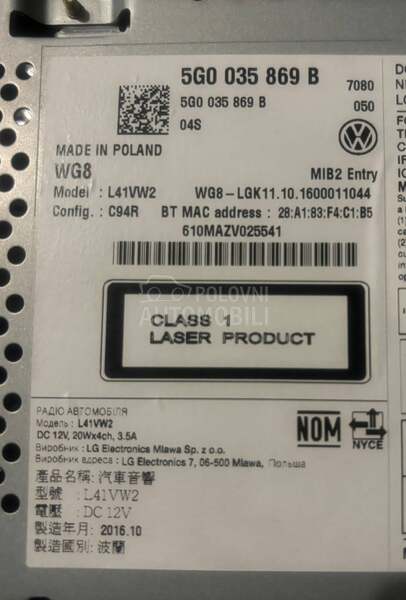 5G0 035 869 B
7080
5G0 035 869 B
050
04S
MADE IN POLAND
WG8
MIB2 Entry
Model : L41VW2
WG8-LGK11.10.1600011044
Config. : C94R
BT MAC address : 28:A1:83:F4:C1:B5
610MAZV025541
POLOVNI
AUTOMOBILI
CLASS 1
LASER PRODUCT
РАДІО АВТОМОБІЛЯ
Модель : L41VW2
DC 12V, 20Wx4ch, 3.5A
Виробник : LG Electronics Mlawa Sp. z o.o.
Виробник адреса : LG Electronics 7, 06-500 Mlawa, Польша
NOM
NYCE
產品名稱: 汽車音響
型號 : L41VW2
電壓 : DC 12V
製造年月: 2016.10
製造國別: 波蘭